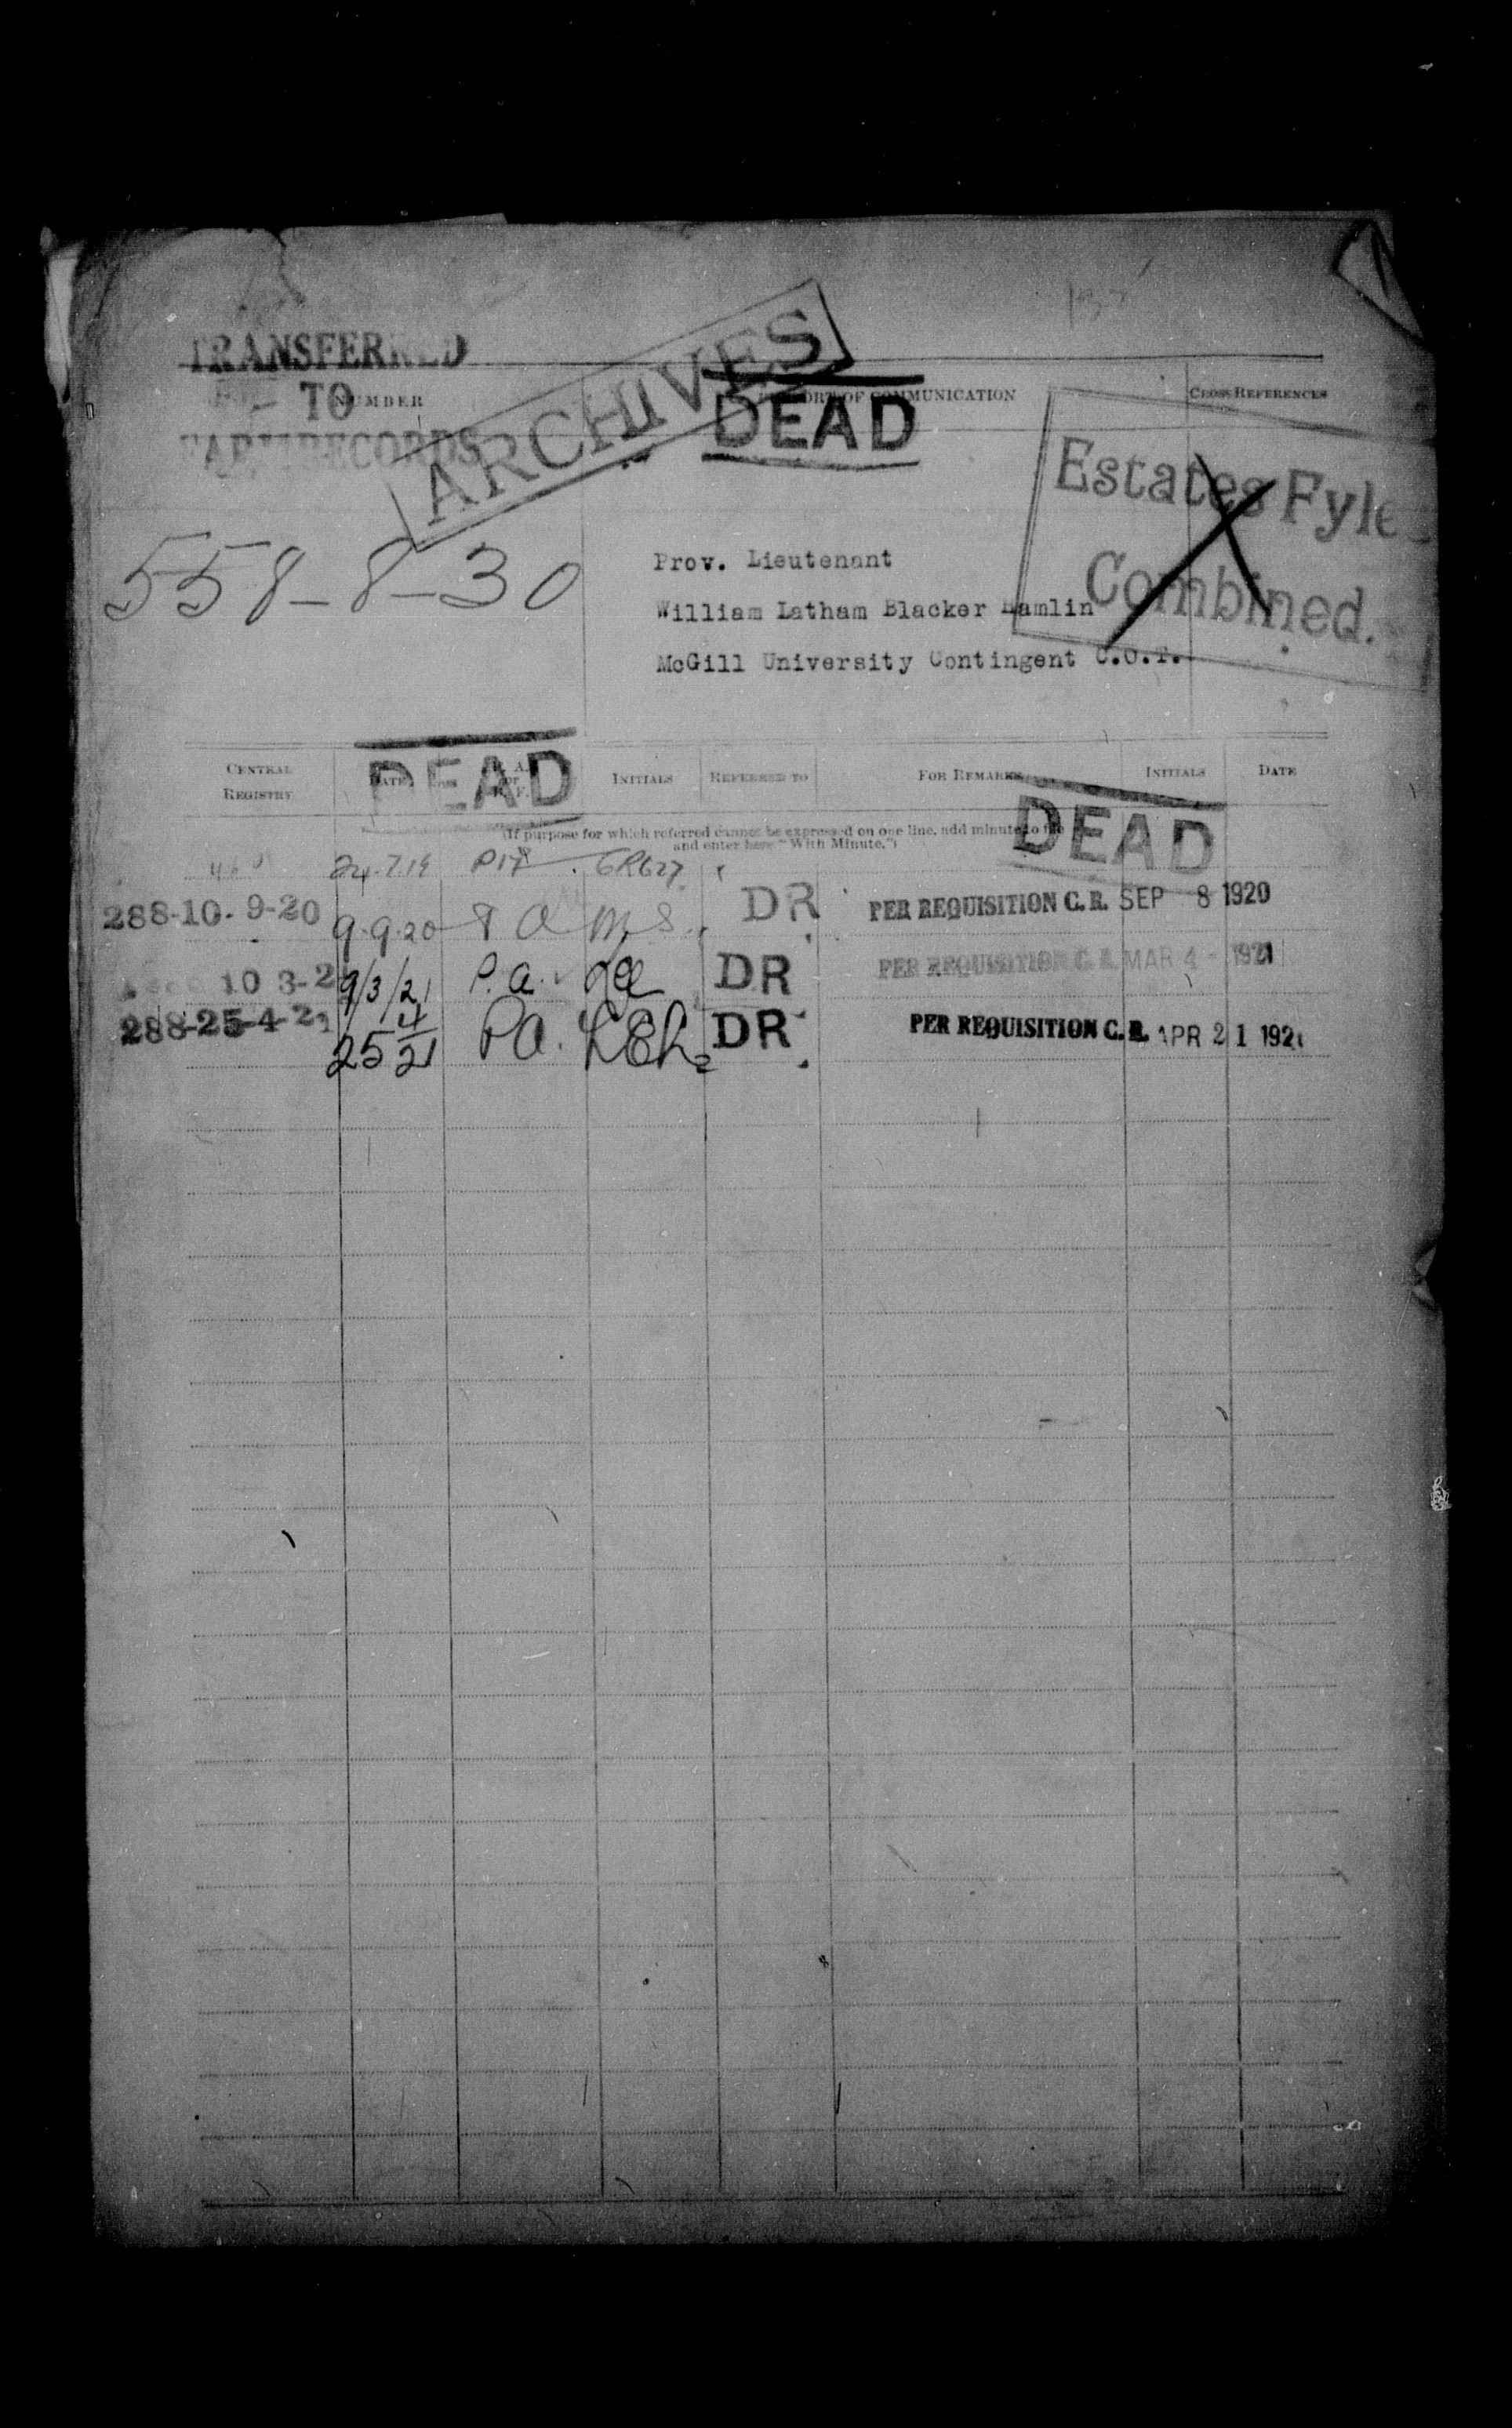 TRANSFERRED
TO
RECORDS
ARCHIVES
NUMBER
DEAD
OF COMMUNICATION
CROSS REFERENCES
Estates Fyle
Combined.
558-8-30
Prov. Lieutenant
William Latham Blacker Hamlin
McGill University Contingent C.O.T.
DEAD
CENTRAL
REGISTRY
DATE
INITIALS
REFERRED TO
FOR REMARKS
INITIALS
DATE
DEAD
(If purpose for which referred cannot be expressed on one line, add minute to file
and enter here "With Minute.")
24.7.19
288-10-9-20 9.9.20 DR PER REQUISITION C.R. SEP 8 1920
10 3-2 9/3/21 P.A. DR PER REQUISITION C.R. MAR 4 - 1921
288-25-4-21 25 4/21 PA. DR PER REQUISITION C.R. APR 21 192